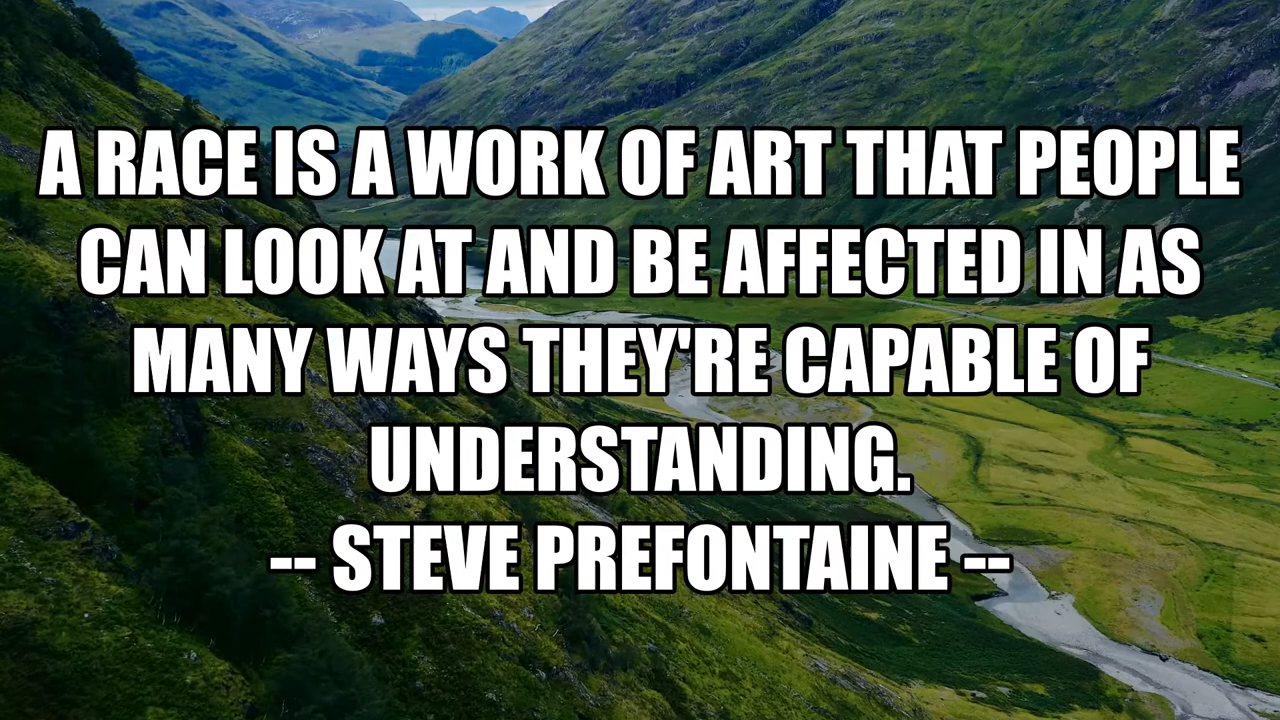 A RACE IS A WORK OF ART THAT PEOPLE
CAN LOOK AT AND BE AFFECTED IN AS
MANY WAYS THEY'RE CAPABLE OF
UNDERSTANDING.
-- STEVE PREFONTAINE --